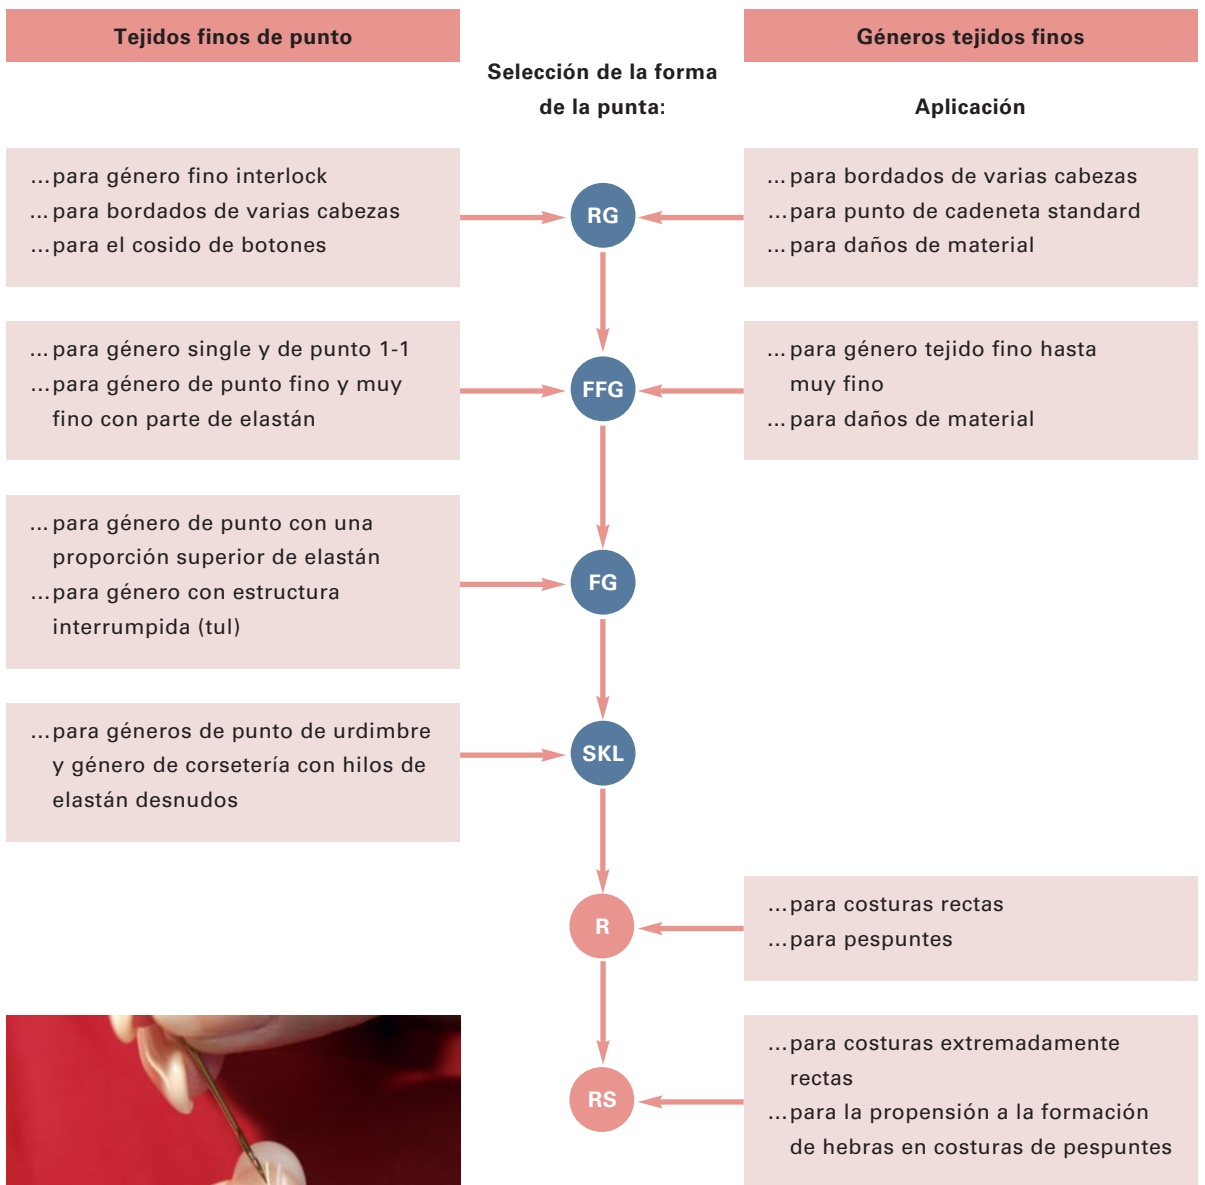 Tejidos finos de punto
Géneros tejidos finos
Selección de la forma
de la punta:
Aplicación
...para género fino interlock
...para bordados de varias cabezas
...para el cosido de botones
RG
...para bordados de varias cabezas
...para punto de cadeneta standard
...para daños de material
...para género single y de punto 1-1
...para género de punto fino y muy
fino con parte de elastán
FFG
...para género tejido fino hasta
muy fino
...para daños de material
...para género de punto con una
proporción superior de elastán
...para género con estructura
interrumpida (tul)
FG
...para géneros de punto de urdimbre
y género de corsetería con hilos de
elastán desnudos
SKL
R
...para costuras rectas
...para pespuntes
RS
...para costuras extremadamente
rectas
...para la propensión a la formación
de hebras en costuras de pespuntes